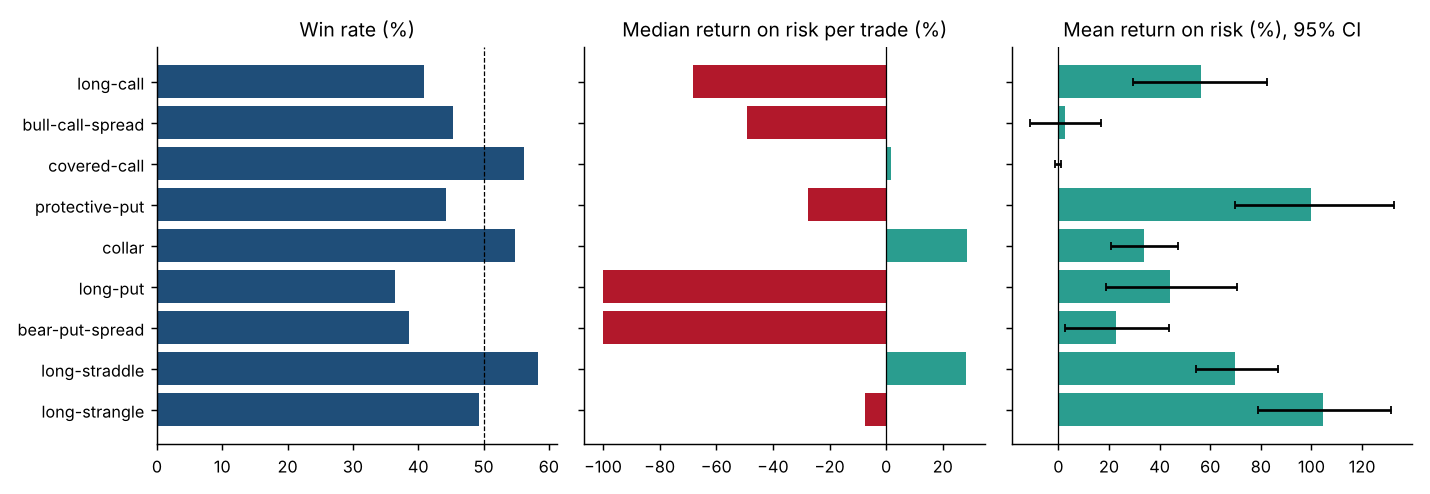 Win rate (%)
Median return on risk per trade (%)
Mean return on risk (%), 95% CI
long-call
bull-call-spread
covered-call
protective-put
collar
long-put
bear-put-spread
long-straddle
long-strangle
0 10 20 30 40 50 60
−100 −80 −60 −40 −20 0 20
0 20 40 60 80 100 120